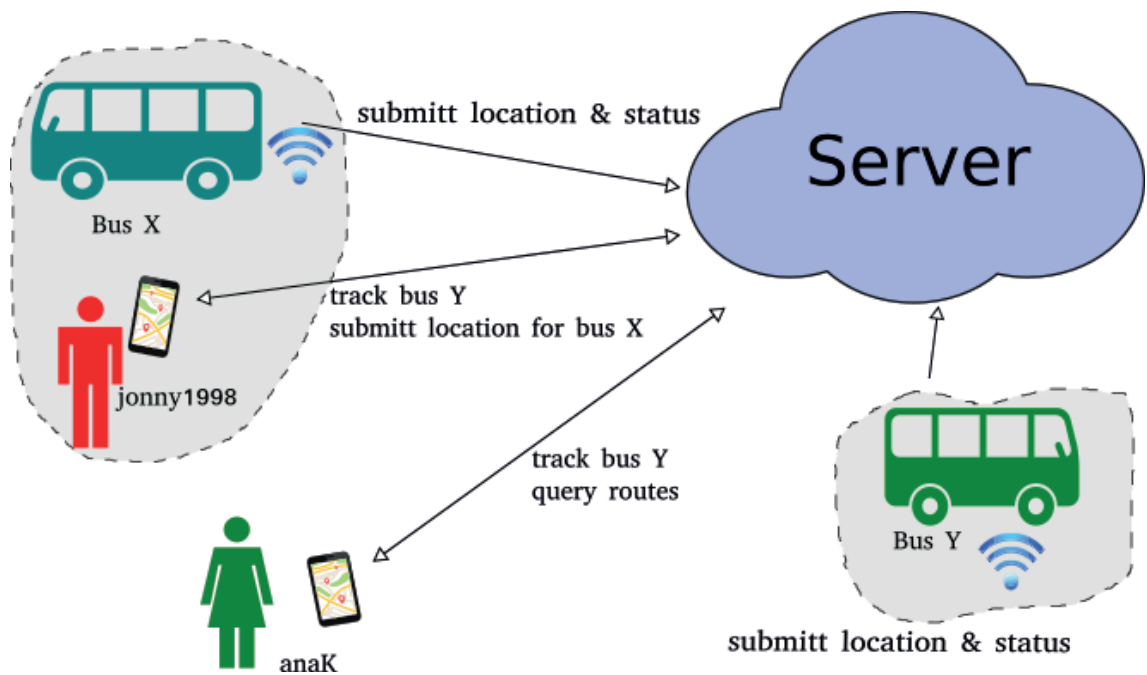 submitt location & status
Server
Bus X
track bus Y
submitt location for bus X
jonny1998
track bus Y
query routes
Bus Y
anaK
submitt location & status